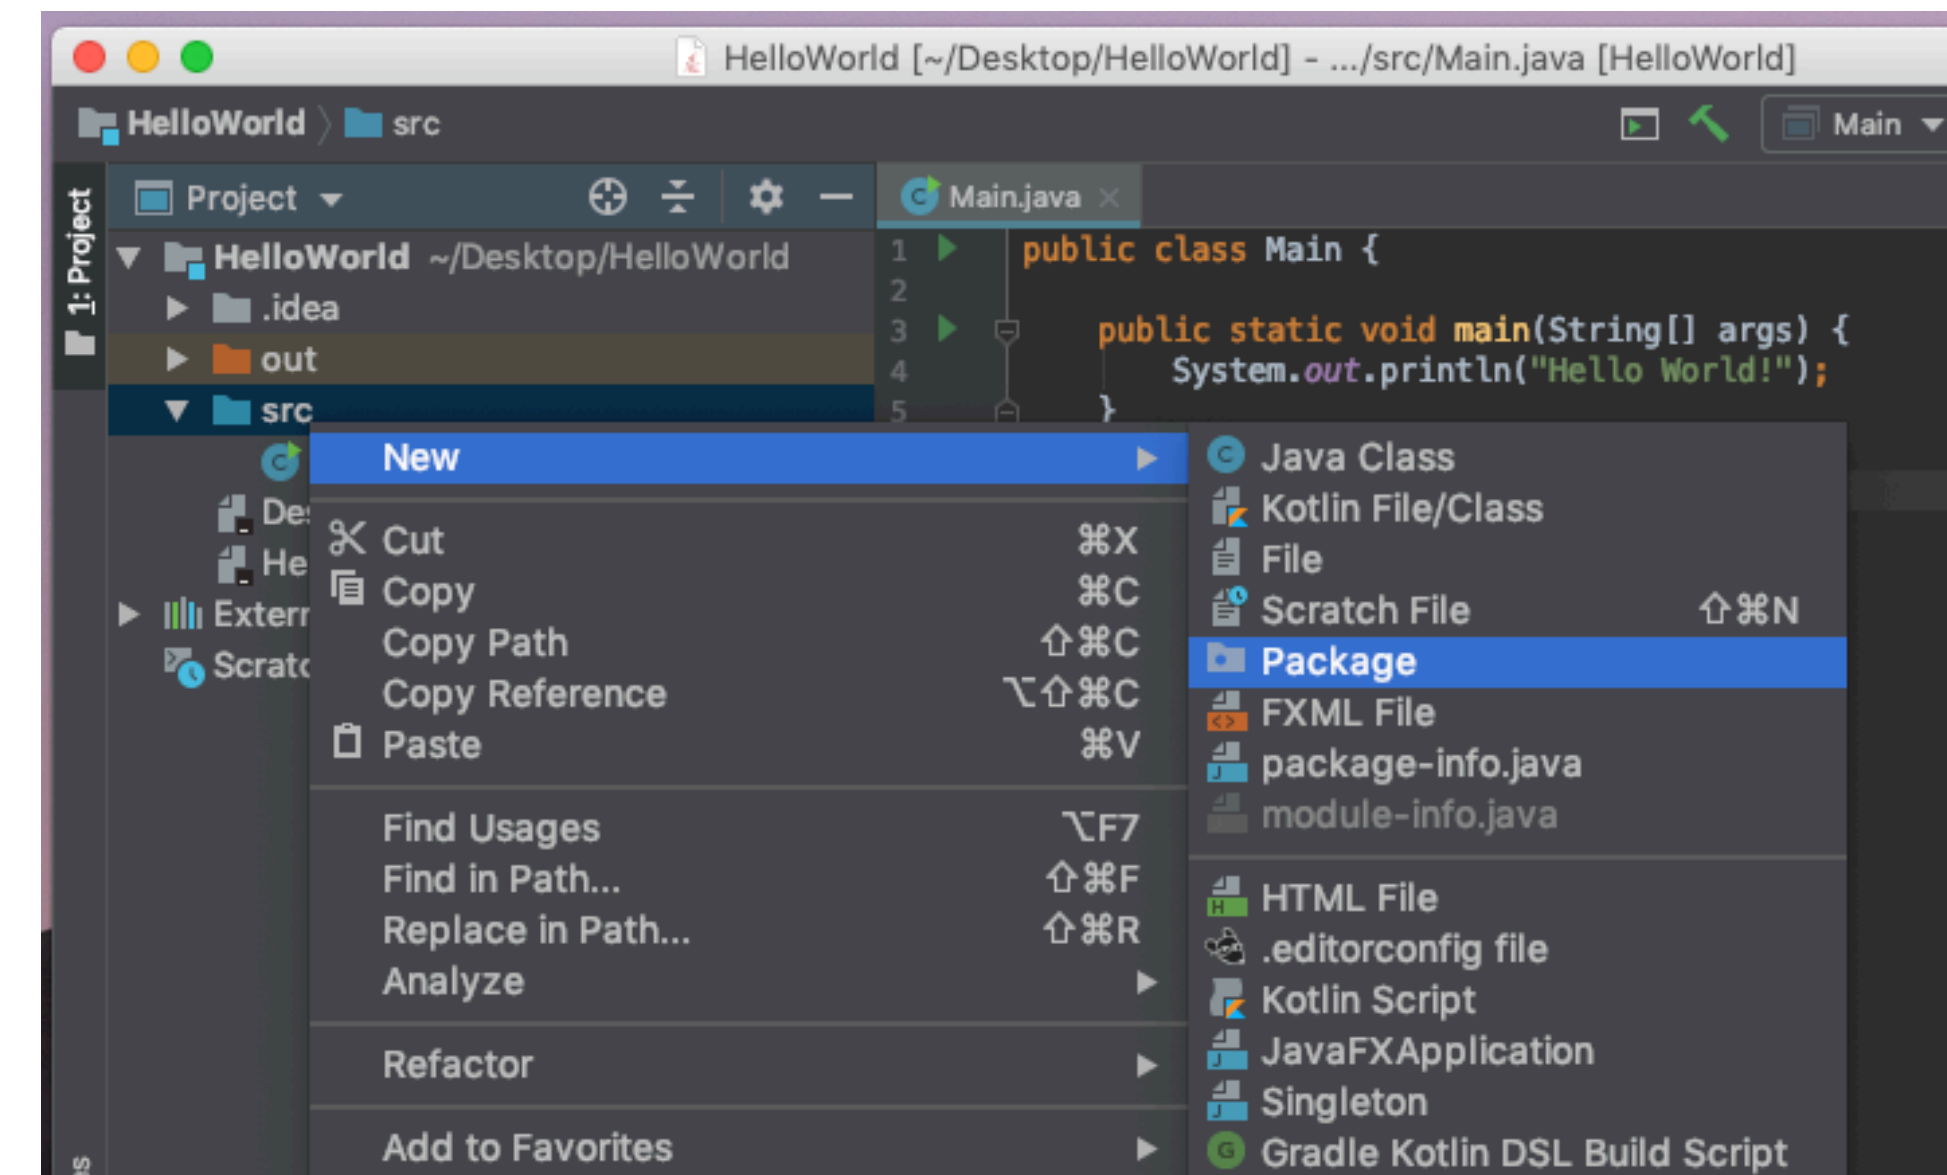 HelloWorld [~/Desktop/HelloWorld] - .../src/Main.java [HelloWorld]
HelloWorld src
Main
1: Project
Project
Main.java
HelloWorld ~/Desktop/HelloWorld
.idea
out
src
De
He
Extern
Scratc
1 public class Main {
2
3 public static void main(String[] args) {
4 System.out.println("Hello World!");
5 }
New
Cut ⌘X
Copy ⌘C
Copy Path ⇧⌘C
Copy Reference ⌥⇧⌘C
Paste ⌘V
Find Usages ⌥F7
Find in Path... ⇧⌘F
Replace in Path... ⇧⌘R
Analyze
Refactor
Add to Favorites
Java Class
Kotlin File/Class
File
Scratch File ⇧⌘N
Package
FXML File
package-info.java
module-info.java
HTML File
.editorconfig file
Kotlin Script
JavaFXApplication
Singleton
Gradle Kotlin DSL Build Script